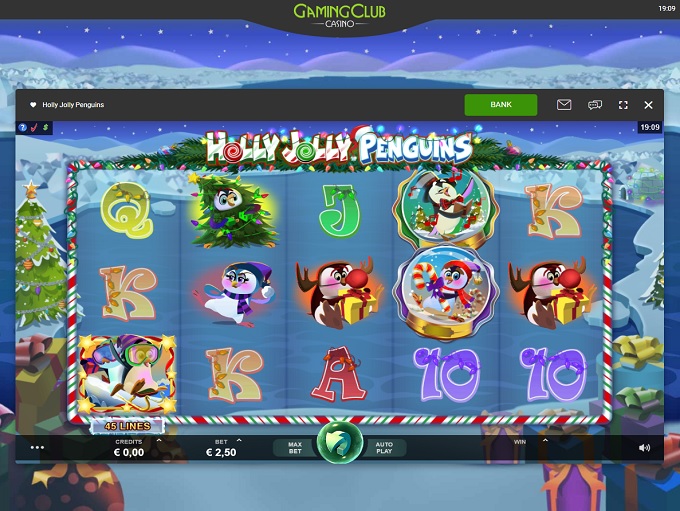 GAMINGCLUB
CASINO
19:09
Holly Jolly Penguins
BANK
? $
19:09
HOLLY JOLLY PENGUINS
Q J K
K
K A 10 10
45 LINES
CREDITS BET WIN
€ 0,00 € 2,50
MAX BET
AUTO PLAY